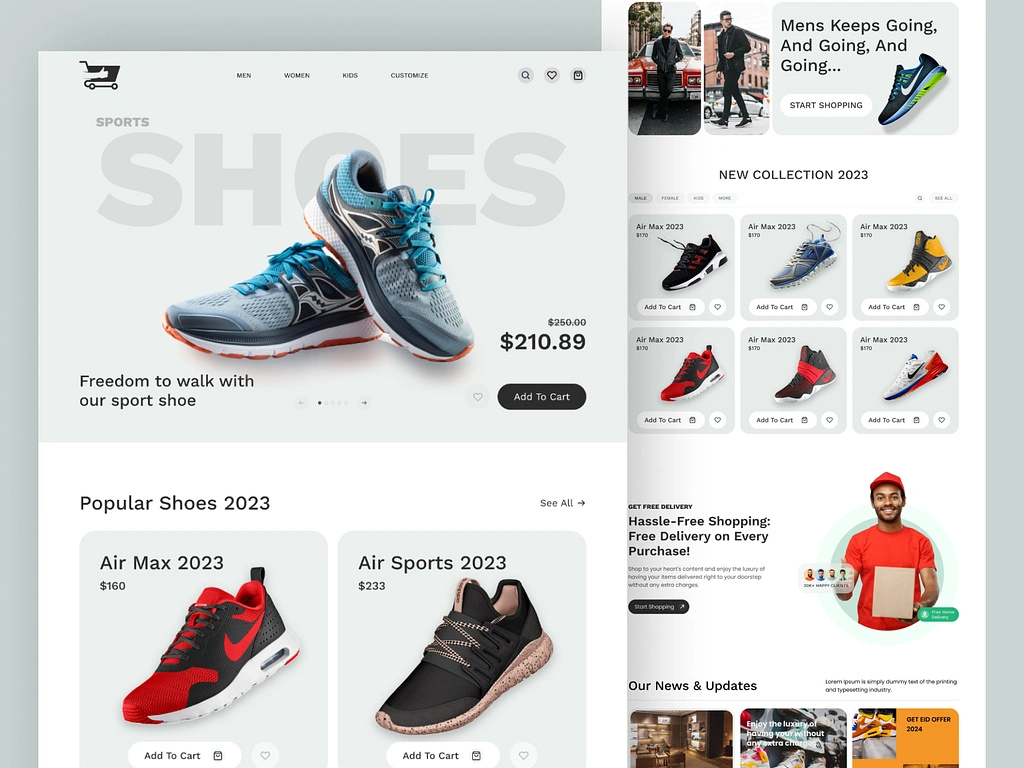 MEN WOMEN KIDS CUSTOMIZE
SPORTS
SHOES
$250.00
$210.89
Freedom to walk with
our sport shoe
Add To Cart
Popular Shoes 2023
See All →
Air Max 2023
$160
Add To Cart
Air Sports 2023
$233
Add To Cart
Mens Keeps Going,
And Going, And
Going...
START SHOPPING
NEW COLLECTION 2023
MALE FEMALE KIDS MORE SEE ALL
Air Max 2023
$170
Add To Cart
Air Max 2023
$170
Add To Cart
Air Max 2023
$170
Add To Cart
Air Max 2023
$170
Add To Cart
Air Max 2023
$170
Add To Cart
Air Max 2023
$170
Add To Cart
GET FREE DELIVERY
Hassle-Free Shopping:
Free Delivery on Every
Purchase!
Shop to your heart's content and enjoy the luxury of
having your items delivered right to your doorstep
without any extra charges.
Start Shopping
20K+ HAPPY CLIENTS
Free Home
Delivery
Our News & Updates
Lorem Ipsum is simply dummy text of the printing
and typesetting industry.
Enjoy the luxury of
having your without
any extra charges.
GET EID OFFER
2024